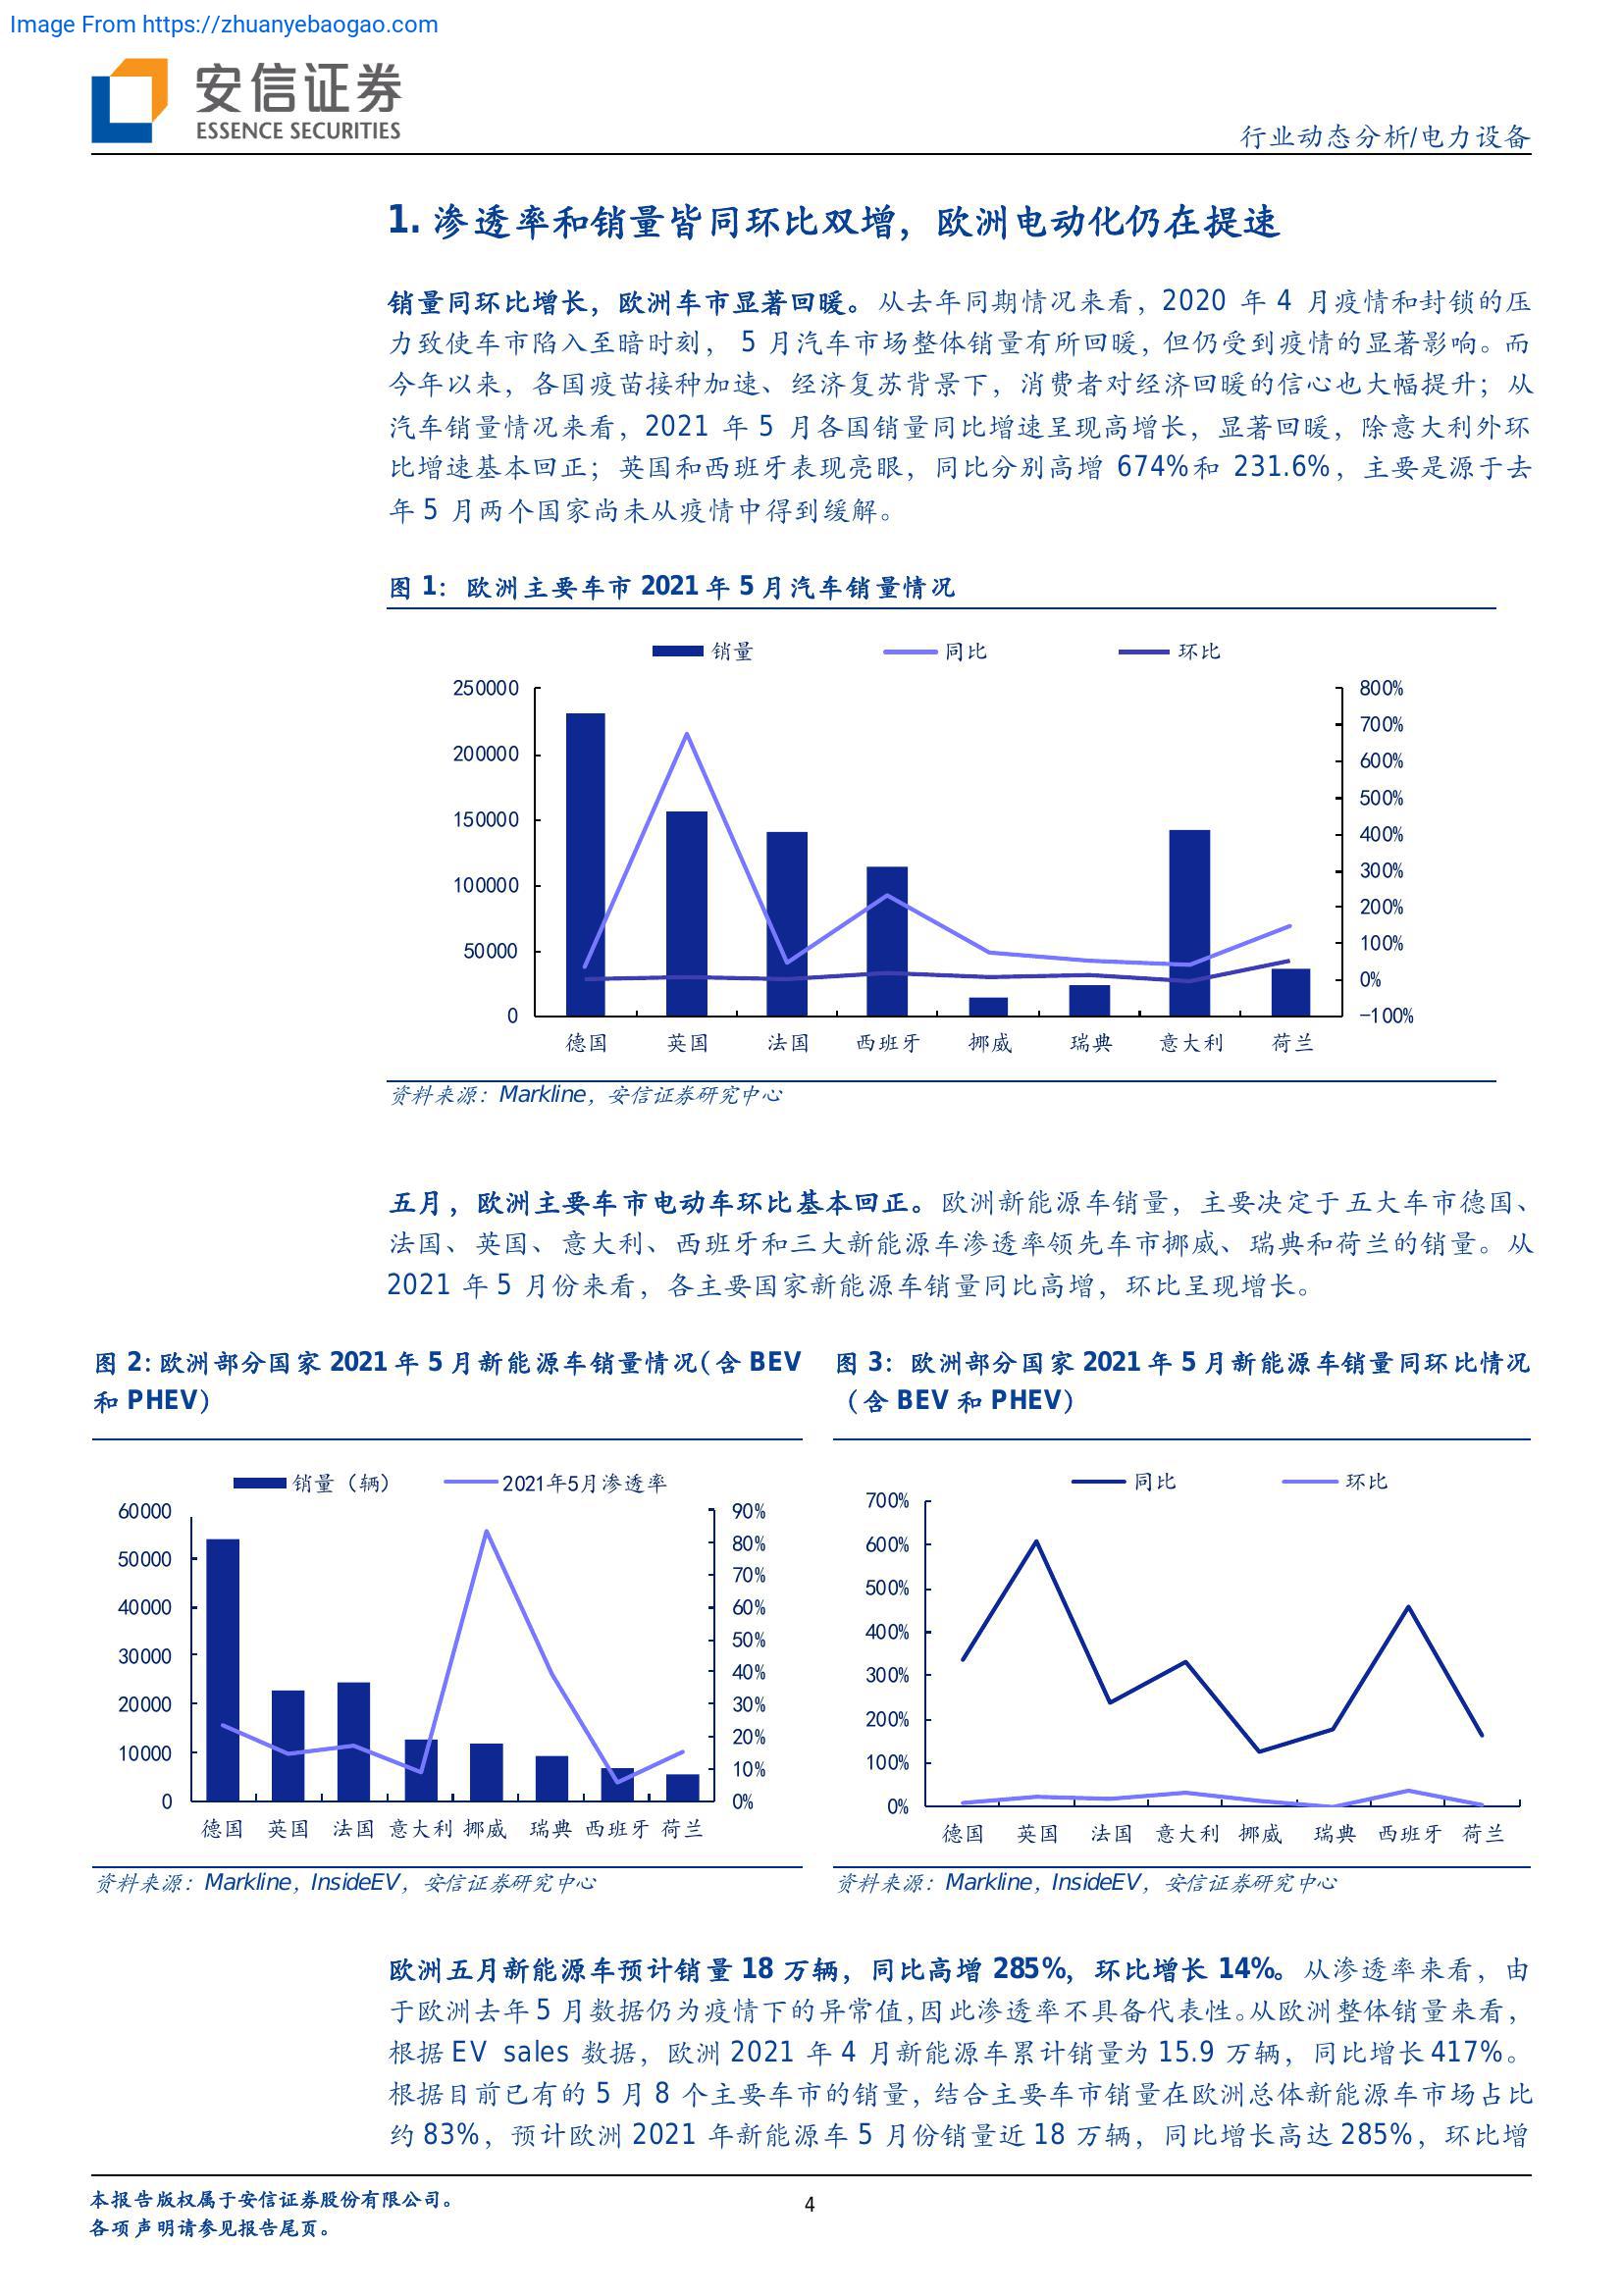 Image From https://zhuanyebaogao.com
安信证券
ESSENCE SECURITIES
行业动态分析/电力设备
1. 渗透率和销量皆同环比双增，欧洲电动化仍在提速
销量同环比增长，欧洲车市显著回暖。从去年同期情况来看，2020 年 4 月疫情和封锁的压
力致使车市陷入至暗时刻， 5 月汽车市场整体销量有所回暖，但仍受到疫情的显著影响。而
今年以来，各国疫苗接种加速、经济复苏背景下，消费者对经济回暖的信心也大幅提升；从
汽车销量情况来看，2021 年 5 月各国销量同比增速呈现高增长，显著回暖，除意大利外环
比增速基本回正；英国和西班牙表现亮眼，同比分别高增 674%和 231.6%，主要是源于去
年 5 月两个国家尚未从疫情中得到缓解。
图 1： 欧洲主要车市 2021 年 5 月汽车销量情况
销量 同比 环比
250000 800%
700%
200000 600%
500%
150000 400%
300%
100000 200%
100%
50000 0%
0 -100%
德国 英国 法国 西班牙 挪威 瑞典 意大利 荷兰
资料来源：Markline，安信证券研究中心
五月，欧洲主要车市电动车环比基本回正。欧洲新能源车销量，主要决定于五大车市德国、
法国、英国、意大利、西班牙和三大新能源车渗透率领先车市挪威、瑞典和荷兰的销量。从
2021 年 5 月份来看，各主要国家新能源车销量同比高增，环比呈现增长。
图 2：欧洲部分国家 2021 年 5 月新能源车销量情况（含 BEV
和 PHEV）
销量（辆） 2021年5月渗透率
60000 90%
80%
50000 70%
40000 60%
50%
30000 40%
20000 30%
20%
10000 10%
0 0%
德国 英国 法国 意大利 挪威 瑞典 西班牙 荷兰
资料来源：Markline，InsideEV，安信证券研究中心
图 3： 欧洲部分国家 2021 年 5 月新能源车销量同环比情况
（含 BEV 和 PHEV）
同比 环比
700%
600%
500%
400%
300%
200%
100%
0%
德国 英国 法国 意大利 挪威 瑞典 西班牙 荷兰
资料来源：Markline，InsideEV，安信证券研究中心
欧洲五月新能源车预计销量 18 万辆，同比高增 285%，环比增长 14%。从渗透率来看，由
于欧洲去年 5 月数据仍为疫情下的异常值，因此渗透率不具备代表性。从欧洲整体销量来看，
根据 EV sales 数据，欧洲 2021 年 4 月新能源车累计销量为 15.9 万辆，同比增长 417%。
根据目前已有的 5 月 8 个主要车市的销量，结合主要车市销量在欧洲总体新能源车市场占比
约 83%，预计欧洲 2021 年新能源车 5 月份销量近 18 万辆，同比增长高达 285%，环比增
本报告版权属于安信证券股份有限公司。
各项声明请参见报告尾页。
4